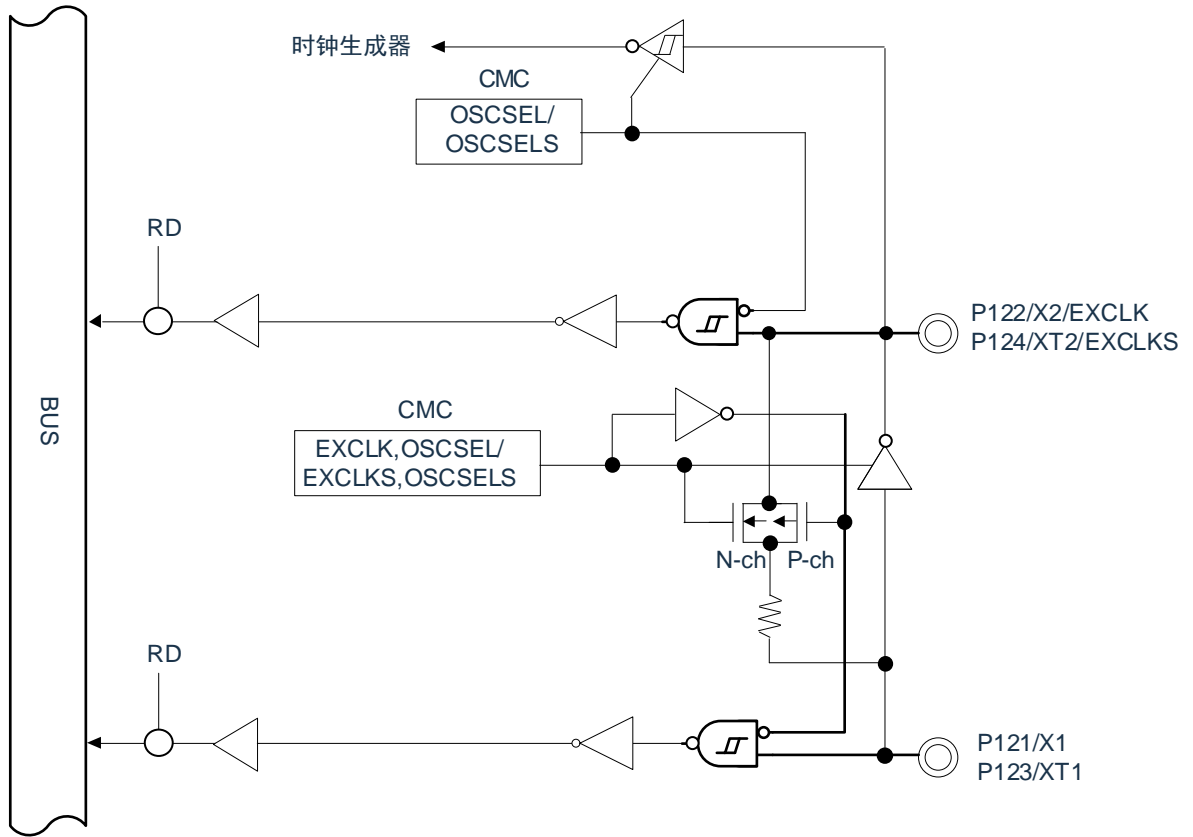 时钟生成器
CMC
OSCSEL/
OSCSELS
RD
P122/X2/EXCLK
P124/XT2/EXCLKS
BUS
CMC
EXCLK,OSCSEL/
EXCLKS,OSCSELS
N-ch
P-ch
RD
P121/X1
P123/XT1